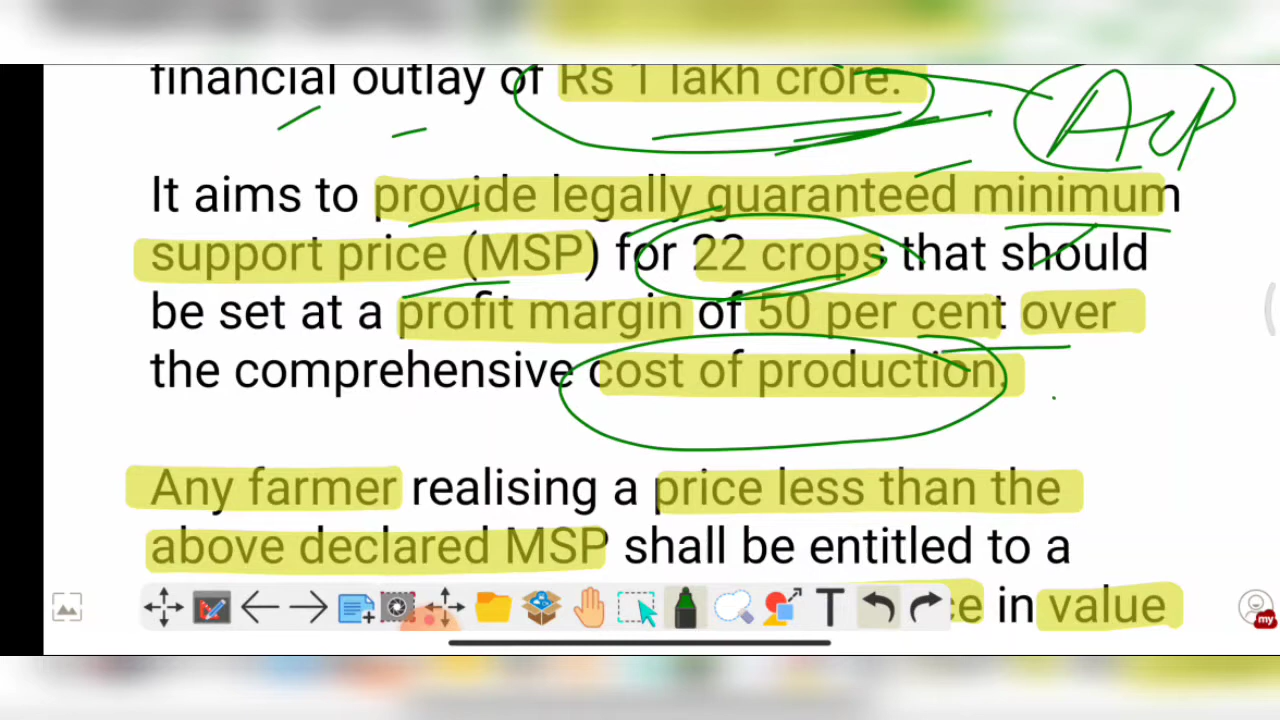 financial outlay of Rs 1 lakh crore.
It aims to provide legally guaranteed minimum
support price (MSP) for 22 crops that should
be set at a profit margin of 50 per cent over
the comprehensive cost of production.
Any farmer realising a price less than the
above declared MSP shall be entitled to a
in value
T
my